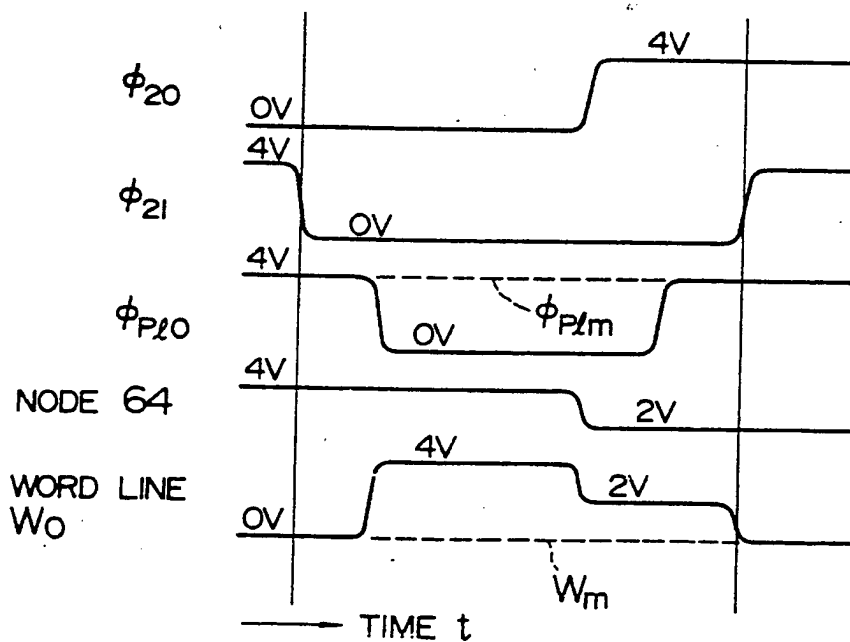 4V
ϕ20
0V
4V
ϕ21
0V
4V
ϕPℓ0
ϕPℓm
0V
4V
NODE 64
2V
4V
WORD LINE
W0
2V
0V
Wm
TIME t